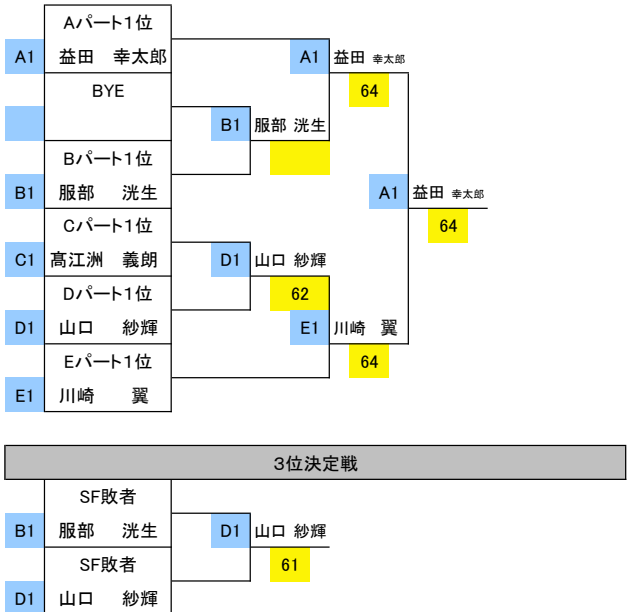 Aパート1位
A1 益田 幸太郎 A1 益田 幸太郎
BYE 64
B1 服部 洸生
Bパート1位
B1 服部 洸生 A1 益田 幸太郎
Cパート1位 64
C1 髙江洲 義朗 D1 山口 紗輝
Dパート1位 62
D1 山口 紗輝 E1 川崎 翼
Eパート1位 64
E1 川崎 翼
3位決定戦
SF敗者
B1 服部 洸生 D1 山口 紗輝
SF敗者 61
D1 山口 紗輝